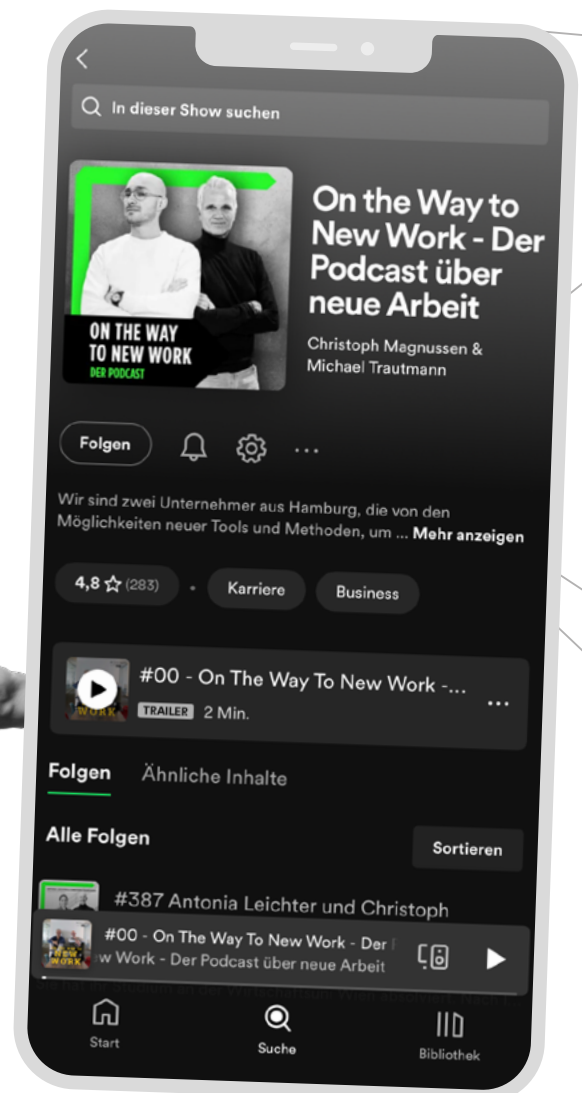 In dieser Show suchen
ON THE WAY
TO NEW WORK
DER PODCAST
On the Way to
New Work - Der
Podcast über
neue Arbeit
Christoph Magnussen &
Michael Trautmann
Folgen
Wir sind zwei Unternehmer aus Hamburg, die von den
Möglichkeiten neuer Tools und Methoden, um ... Mehr anzeigen
4,8 (283)
Karriere
Business
WORK
#00 - On The Way To New Work -...
TRAILER 2 Min.
Folgen Ähnliche Inhalte
Alle Folgen
Sortieren
#387 Antonia Leichter und Christoph
NEW
WORK
#00 - On The Way To New Work - Der
w Work - Der Podcast über neue Arbeit
Start
Suche
Bibliothek